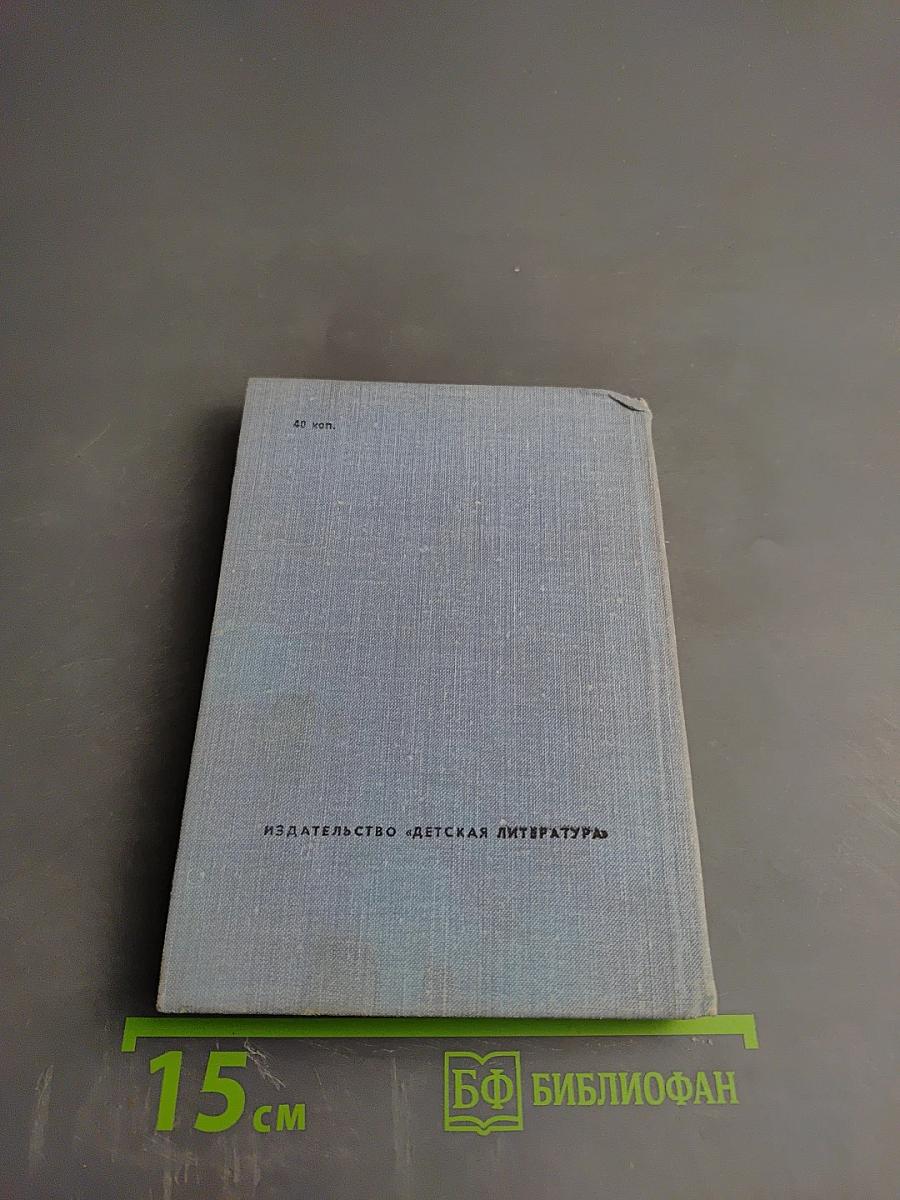 40 коп.
ИЗДАТЕЛЬСТВО «ДЕТСКАЯ ЛИТЕРАТУРА»
15 см
БФ БИБЛИОФАН